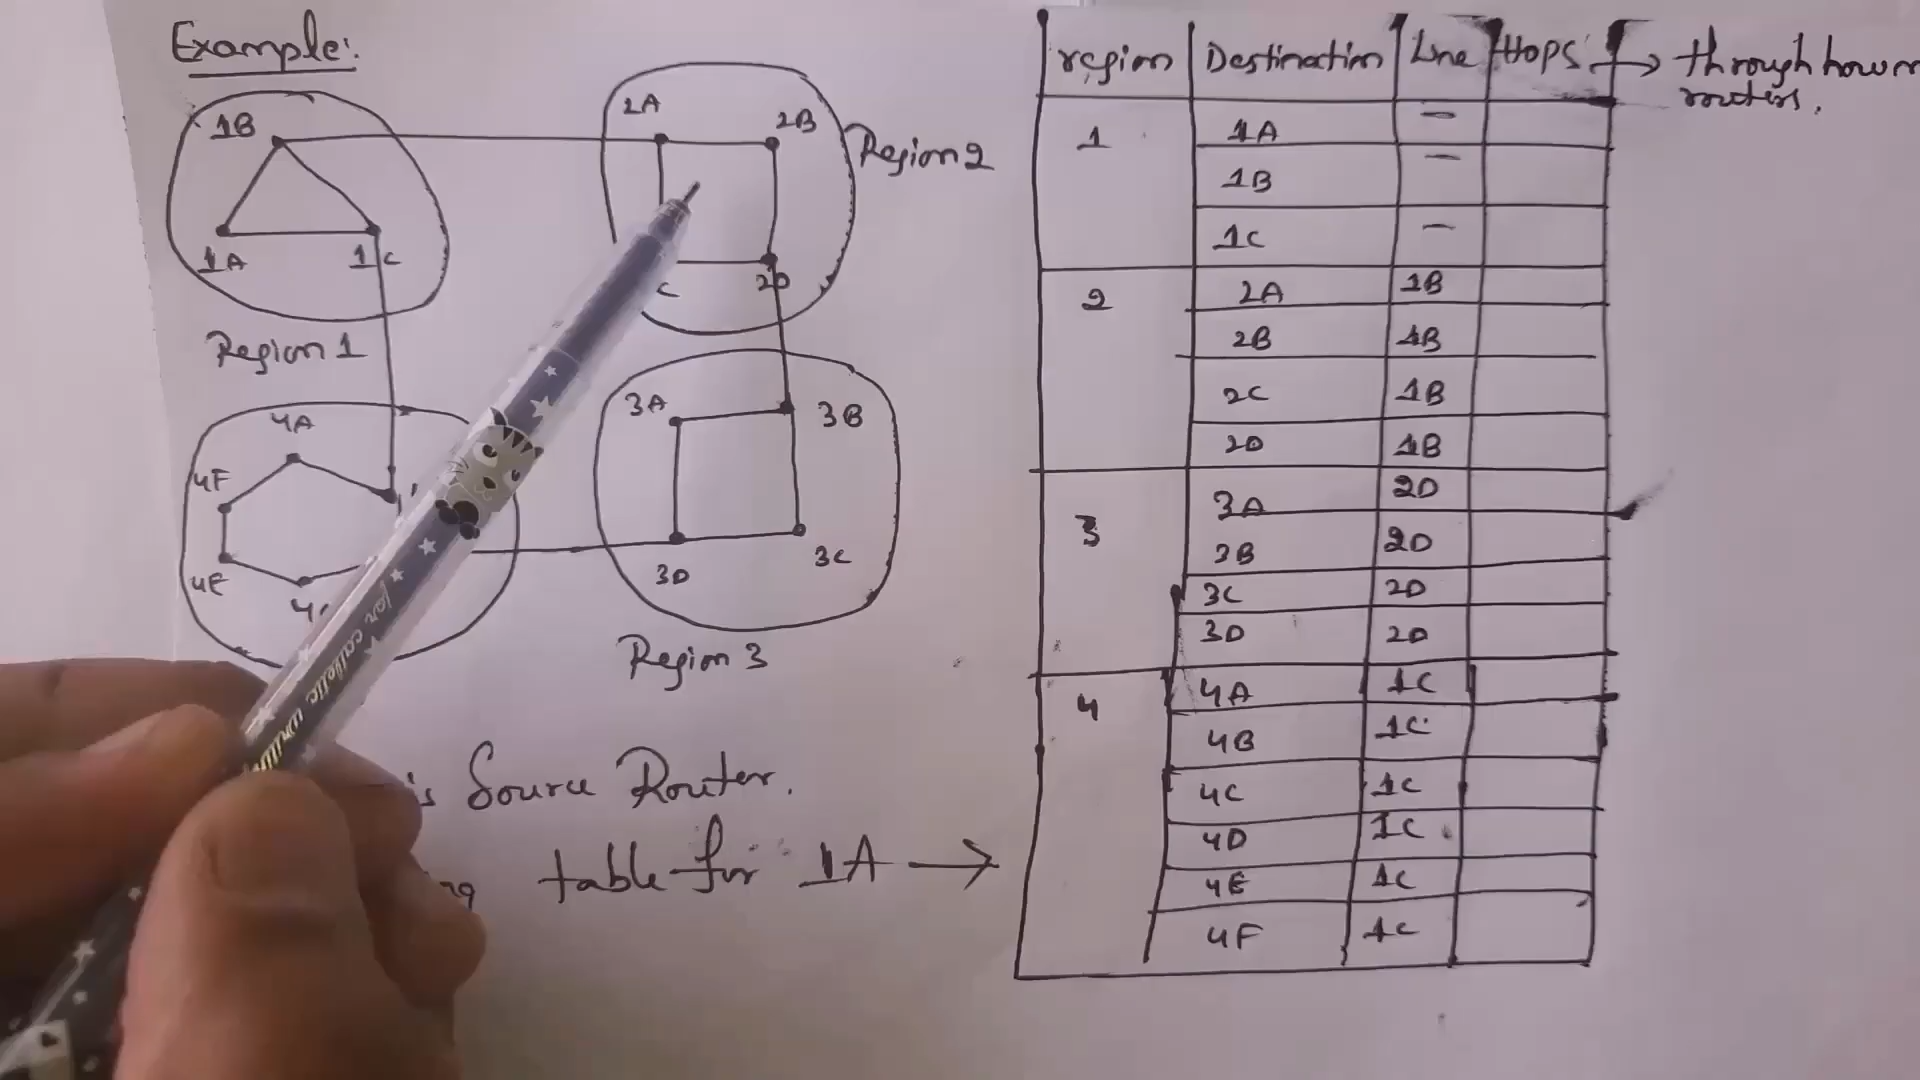 Example:
1B
1A
1C
Region 1
2A
2B
C
2D
Region 2
4A
4F
4E
3A
3B
3D
3C
Region 3
is Source Router.
table for 1A →
region Destination Line Hops → through how
routers.
1 1A —
1B —
1C —
2 2A 1B
2B 1B
2C 1B
2D 1B
3 3A 2D
3B 2D
3C 2D
3D 2D
4 4A 1C
4B 1C
4C 1C
4D 1C
4E 1C
4F 1C